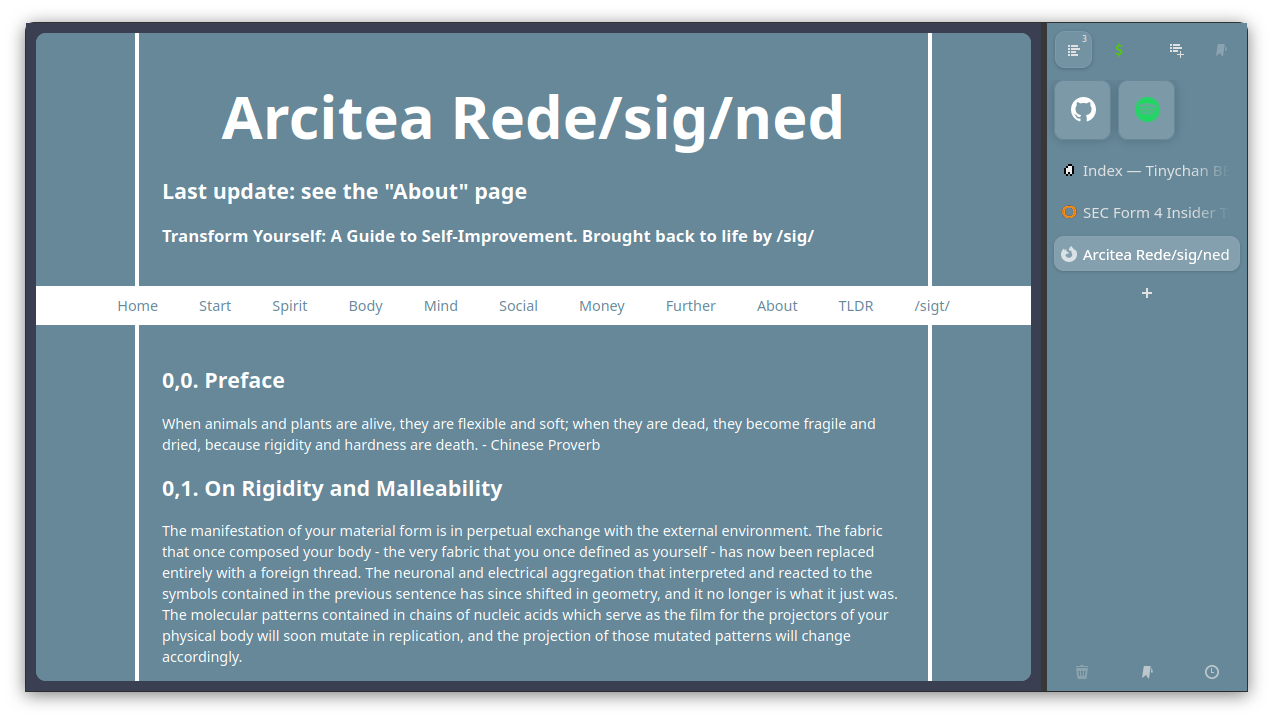 Arcitea Rede/sig/ned
Last update: see the "About" page
Transform Yourself: A Guide to Self-Improvement. Brought back to life by /sig/
Home Start Spirit Body Mind Social Money Further About TLDR /sigt/
0,0. Preface
When animals and plants are alive, they are flexible and soft; when they are dead, they become fragile and
dried, because rigidity and hardness are death. - Chinese Proverb
0,1. On Rigidity and Malleability
The manifestation of your material form is in perpetual exchange with the external environment. The fabric
that once composed your body - the very fabric that you once defined as yourself - has now been replaced
entirely with a foreign thread. The neuronal and electrical aggregation that interpreted and reacted to the
symbols contained in the previous sentence has since shifted in geometry, and it no longer is what it just was.
The molecular patterns contained in chains of nucleic acids which serve as the film for the projectors of your
physical body will soon mutate in replication, and the projection of those mutated patterns will change
accordingly.
3
$
Index — Tinychan
SEC Form 4 Insider
Arcitea Rede/sig/ned
+